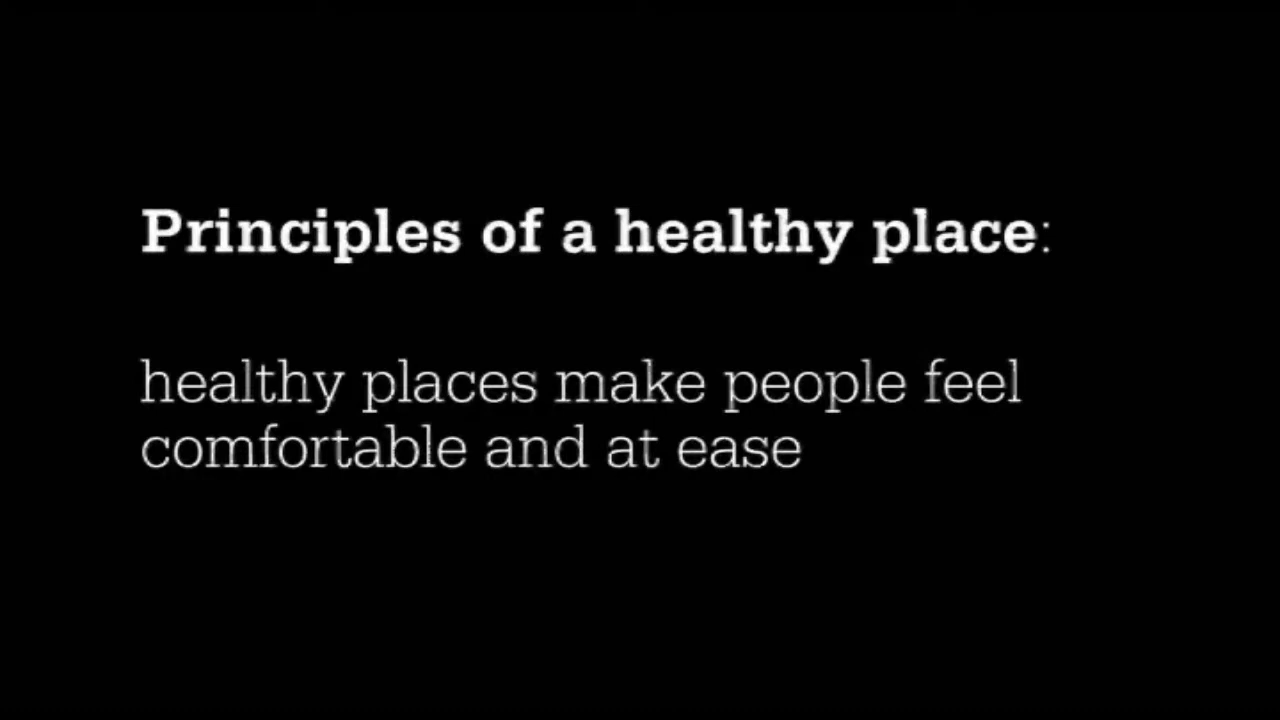 Principles of a healthy place:
healthy places make people feel
comfortable and at ease